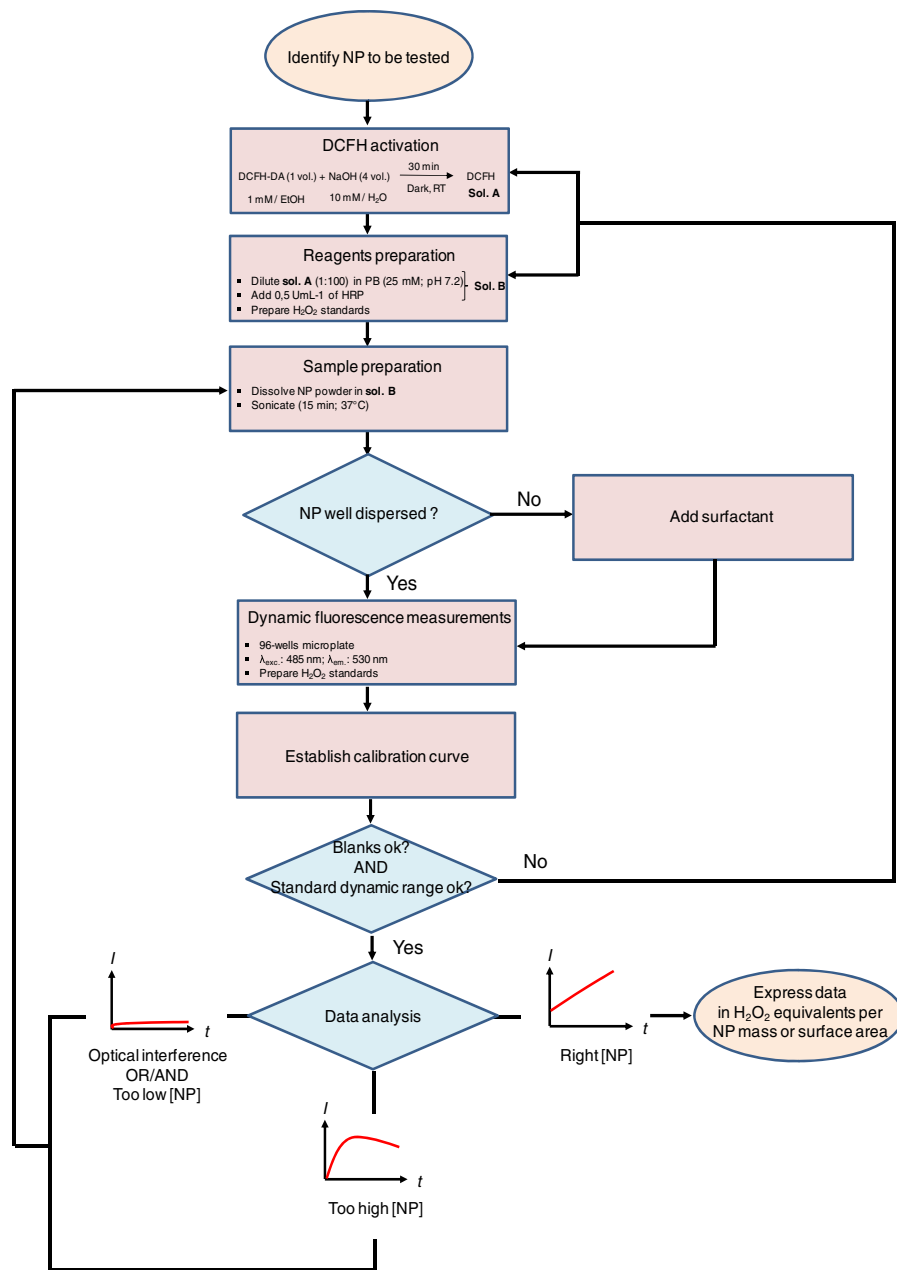 Identify NP to be tested
DCFH activation
DCFH-DA (1 vol.) + NaOH (4 vol.) 30 min DCFH
1 mM / EtOH 10 mM / H₂O Dark, RT Sol. A
Reagents preparation
▪ Dilute sol. A (1:100) in PB (25 mM; pH 7.2)
▪ Add 0,5 UmL-1 of HRP
Sol. B
▪ Prepare H₂O₂ standards
Sample preparation
▪ Dissolve NP powder in sol. B
▪ Sonicate (15 min; 37°C)
NP well dispersed ?
No
Add surfactant
Yes
Dynamic fluorescence measurements
▪ 96-wells microplate
▪ λexc.: 485 nm; λem.: 530 nm
▪ Prepare H₂O₂ standards
Establish calibration curve
Blanks ok?
AND
Standard dynamic range ok?
No
Yes
I
t
Optical interference
OR/AND
Too low [NP]
Data analysis
I
t
Right [NP]
Express data
in H₂O₂ equivalents per
NP mass or surface area
I
t
Too high [NP]